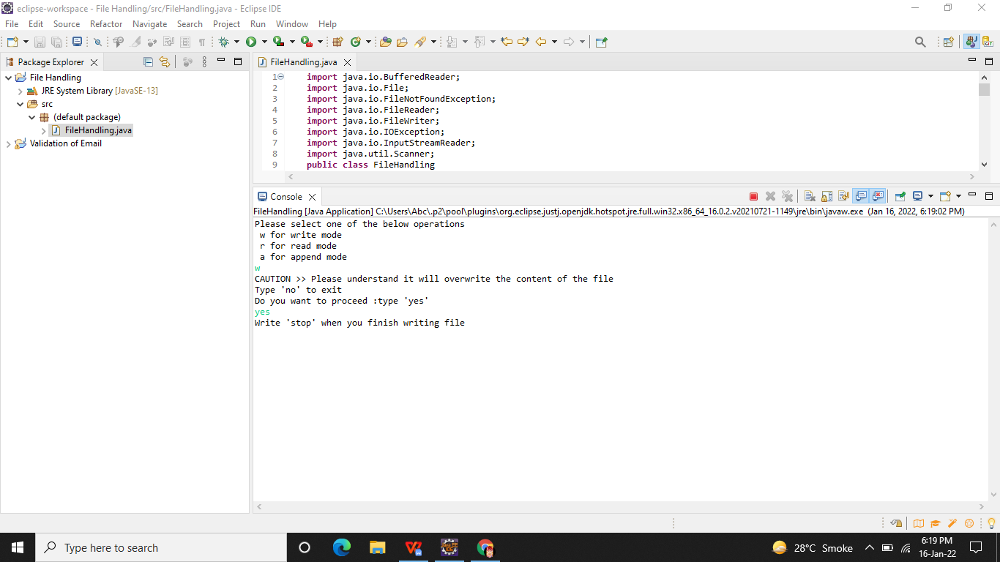 eclipse-workspace - File Handling/src/FileHandling.java - Eclipse IDE
File Edit Source Refactor Navigate Search Project Run Window Help
Package Explorer
File Handling
JRE System Library [JavaSE-13]
src
(default package)
FileHandling.java
Validation of Email
FileHandling.java
1 import java.io.BufferedReader;
2 import java.io.File;
3 import java.io.FileNotFoundException;
4 import java.io.FileReader;
5 import java.io.FileWriter;
6 import java.io.IOException;
7 import java.io.InputStreamReader;
8 import java.util.Scanner;
9 public class FileHandling
Console
FileHandling [Java Application] C:\Users\Abc\.p2\pool\plugins\org.eclipse.justj.openjdk.hotspot.jre.full.win32.x86_64_16.0.2.v20210721-1149\jre\bin\javaw.exe (Jan 16, 2022, 6:19:02 PM)
Please select one of the below operations
w for write mode
r for read mode
a for append mode
w
CAUTION >> Please understand it will overwrite the content of the file
Type 'no' to exit
Do you want to proceed :type 'yes'
yes
Write 'stop' when you finish writing file
Type here to search
28°C Smoke
6:19 PM
16-Jan-22